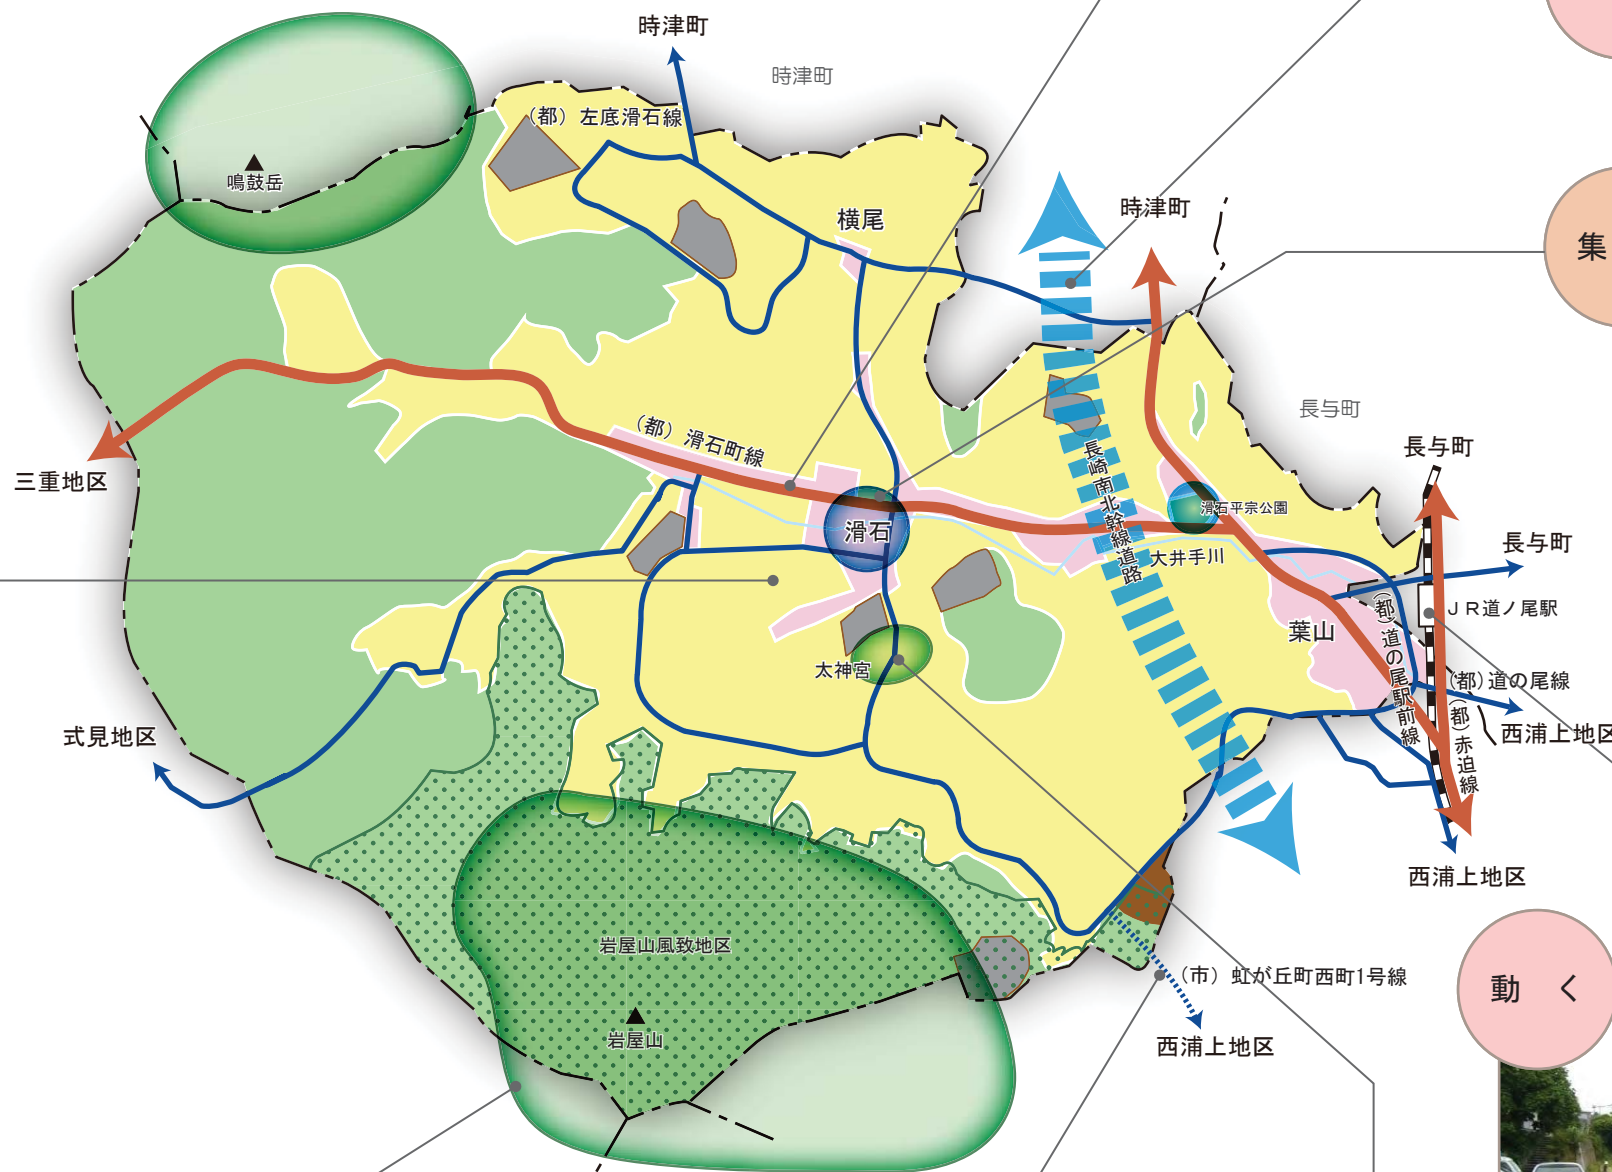 時津町
時津町
(都) 左底滑石線
鳴鼓岳
横尾
時津町
集
長与町
(都) 滑石町線
長与町
三重地区
長崎南北幹線道路
滑石平宗公園
滑石
大井手川
長与町
JR道ノ尾駅
葉山
(都)道の尾駅前線
太神宮
(都)道の尾線
(都)赤迫線
西浦上地区
式見地区
西浦上地区
岩屋山風致地区
(市) 虹が丘町西町1号線
動 く
岩屋山
西浦上地区